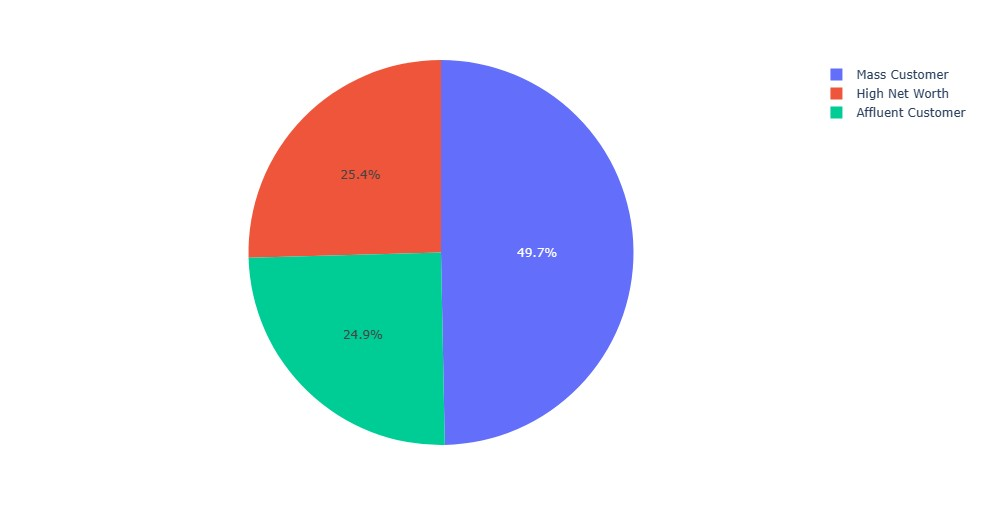 Mass Customer
High Net Worth
Affluent Customer
25.4%
49.7%
24.9%